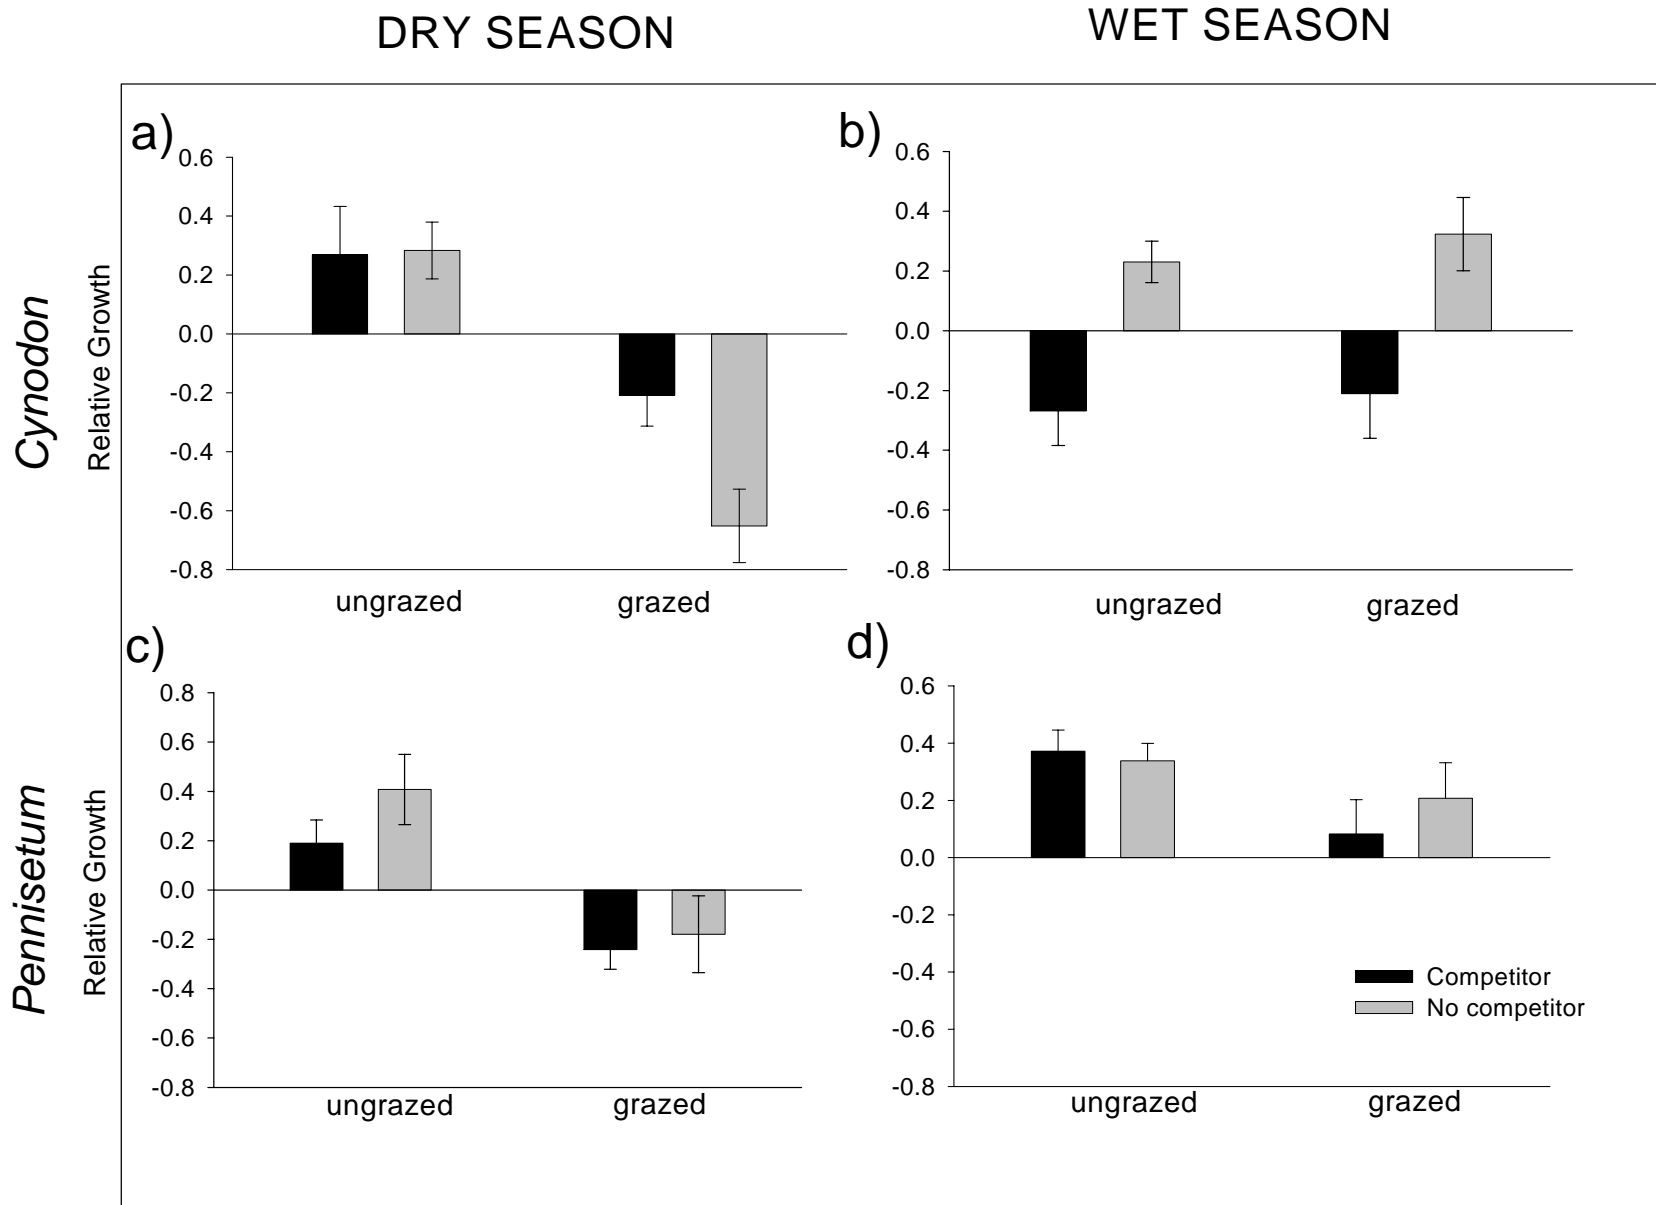 DRY SEASON
WET SEASON
a)
0.6
0.4
0.2
0.0
-0.2
-0.4
-0.6
-0.8
Relative Growth
Cynodon
ungrazed
grazed
b)
0.6
0.4
0.2
0.0
-0.2
-0.4
-0.6
-0.8
ungrazed
grazed
c)
0.8
0.6
0.4
0.2
0.0
-0.2
-0.4
-0.6
-0.8
Relative Growth
Pennisetum
ungrazed
grazed
d)
0.6
0.4
0.2
0.0
-0.2
-0.4
-0.6
-0.8
Competitor
No competitor
ungrazed
grazed